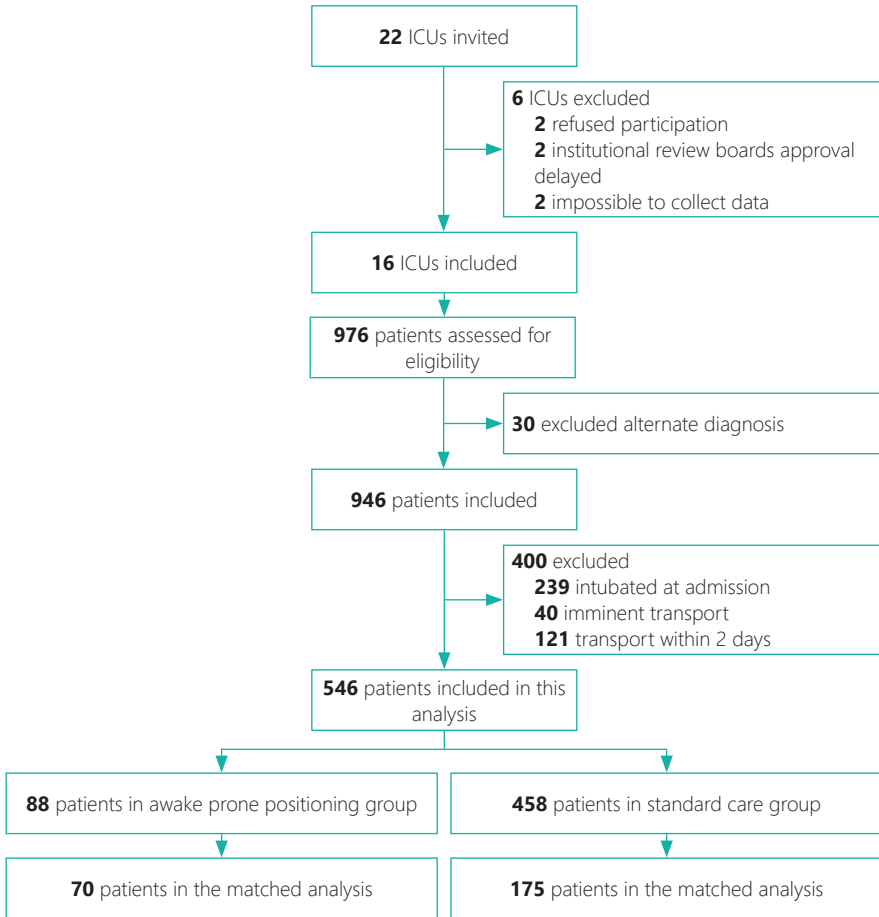 22 ICUs invited
6 ICUs excluded
2 refused participation
2 institutional review boards approval
delayed
2 impossible to collect data
16 ICUs included
976 patients assessed for
eligibility
30 excluded alternate diagnosis
946 patients included
400 excluded
239 intubated at admission
40 imminent transport
121 transport within 2 days
546 patients included in this
analysis
88 patients in awake prone positioning group
458 patients in standard care group
70 patients in the matched analysis
175 patients in the matched analysis